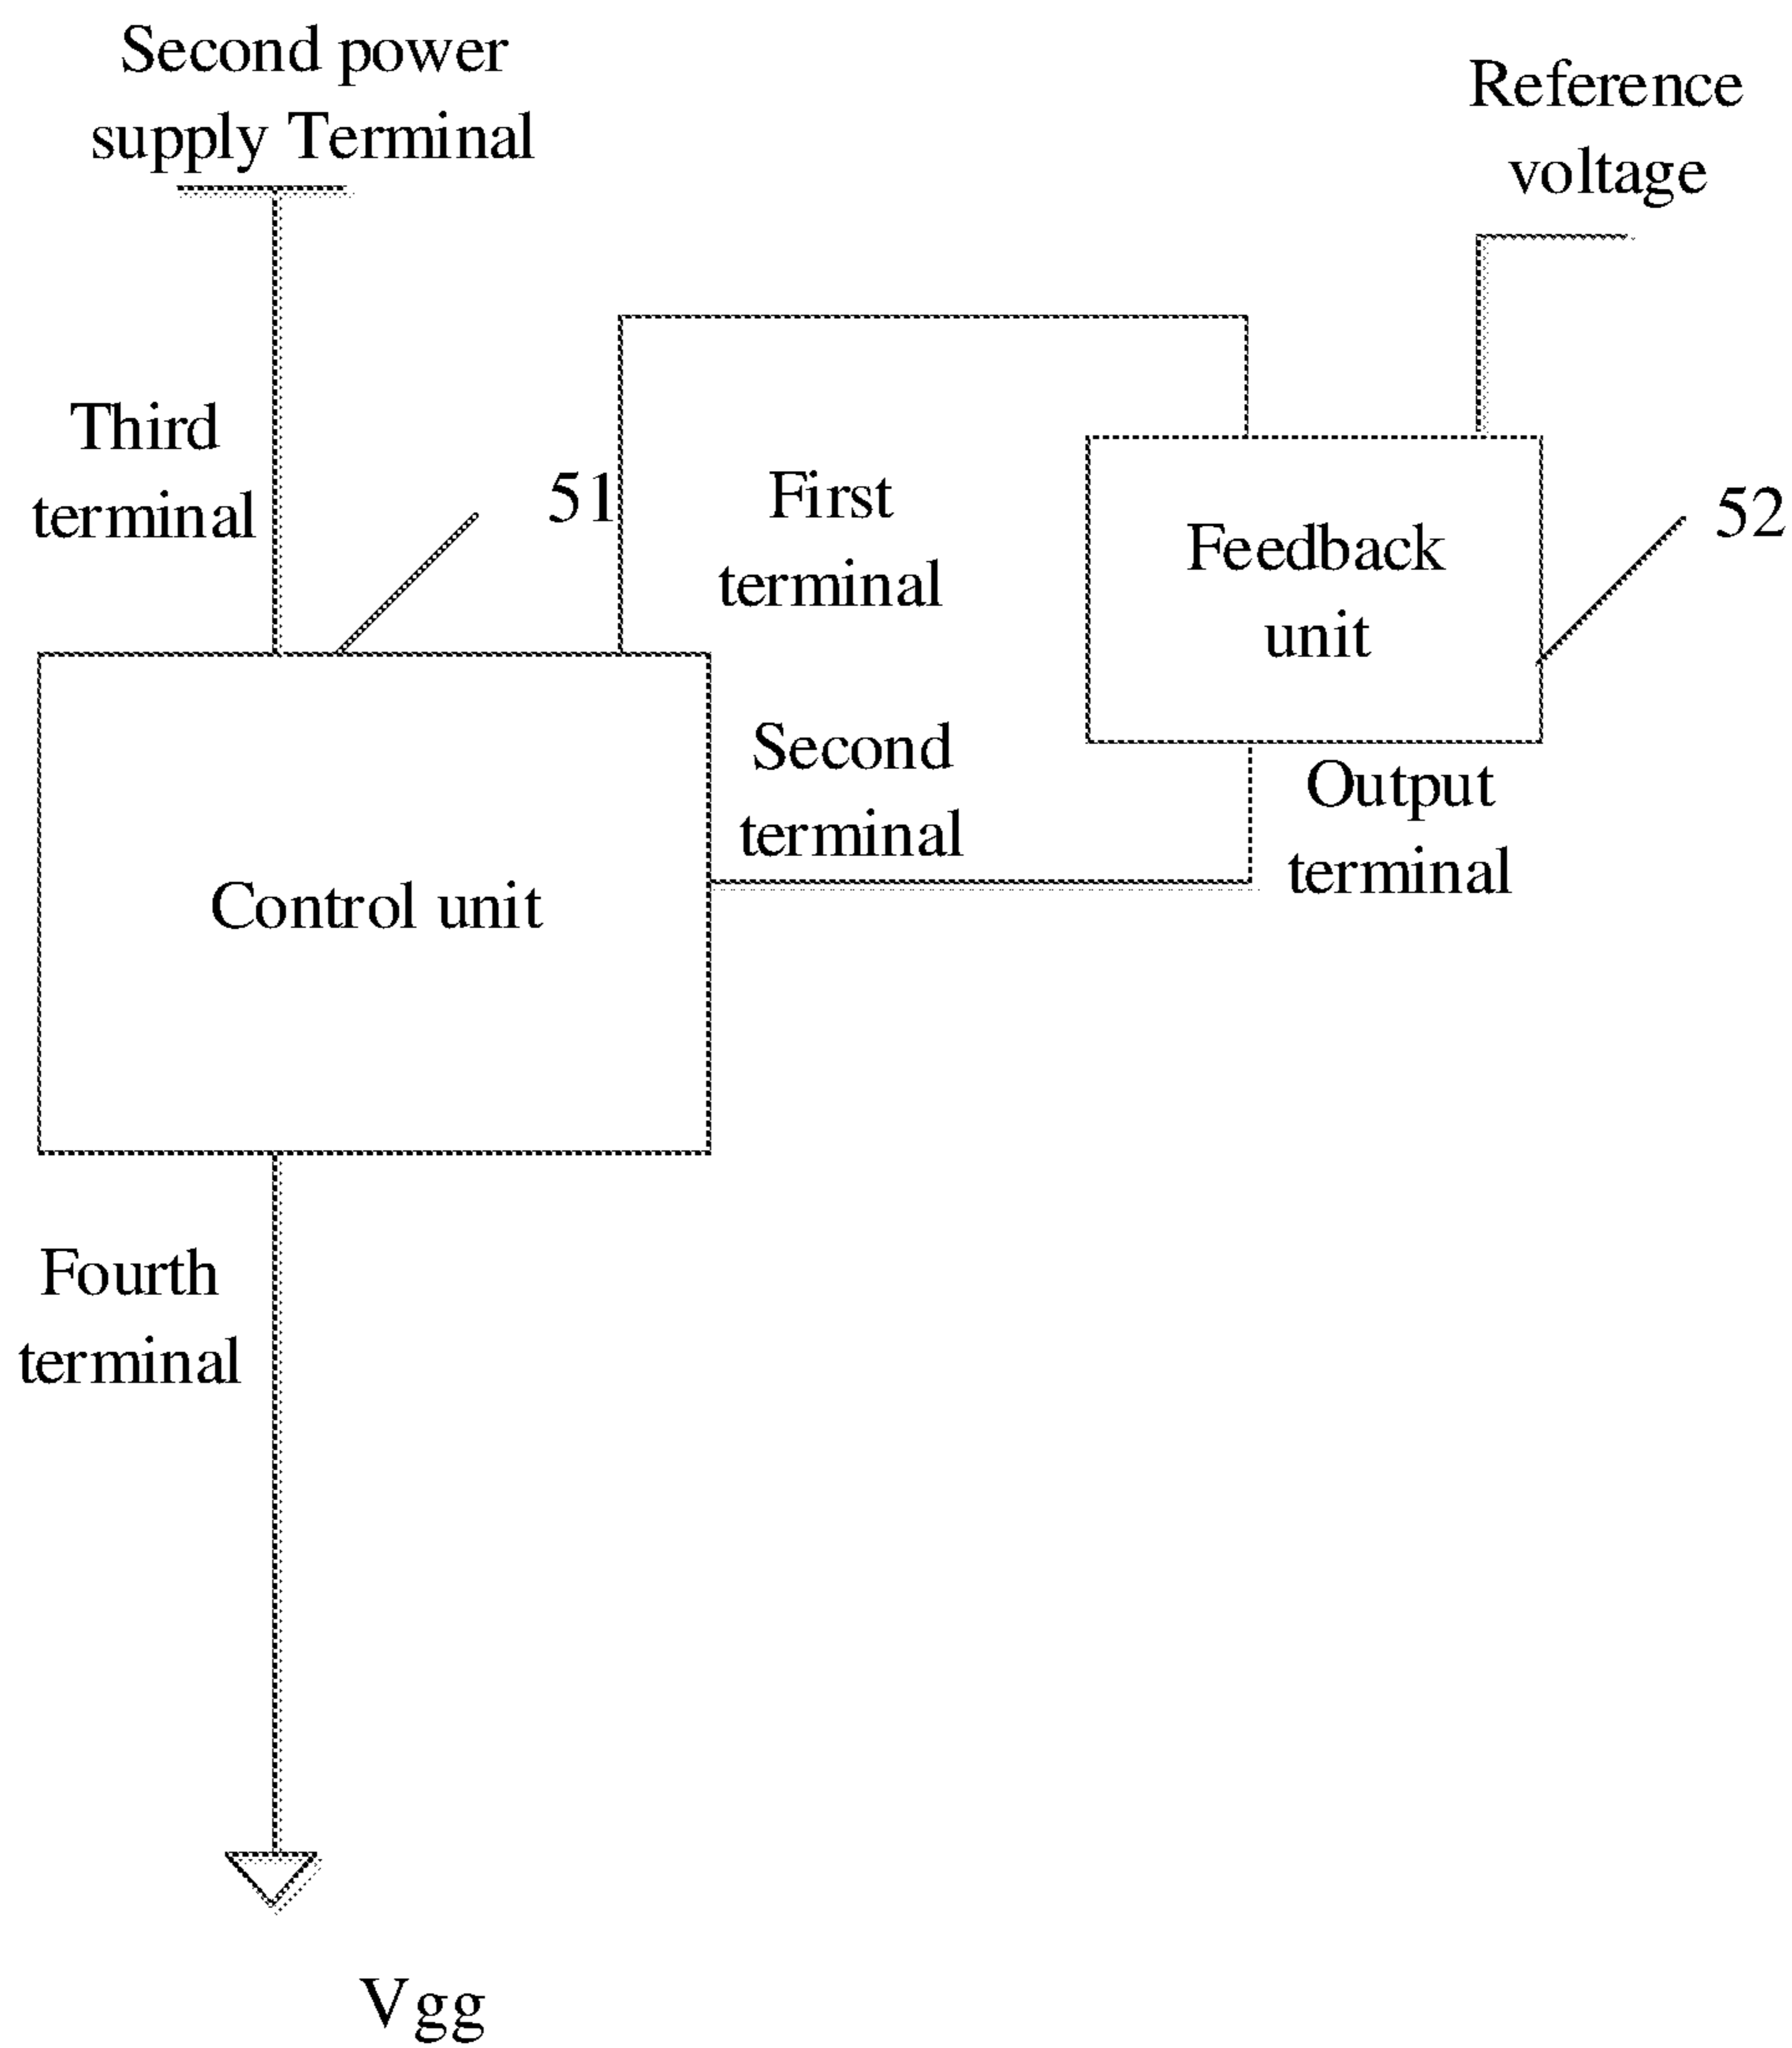 Second power
supply Terminal
Reference
voltage
Third
terminal
51
First
terminal
Feedback
unit
52
Second
terminal
Output
terminal
Control unit
Fourth
terminal
Vgg